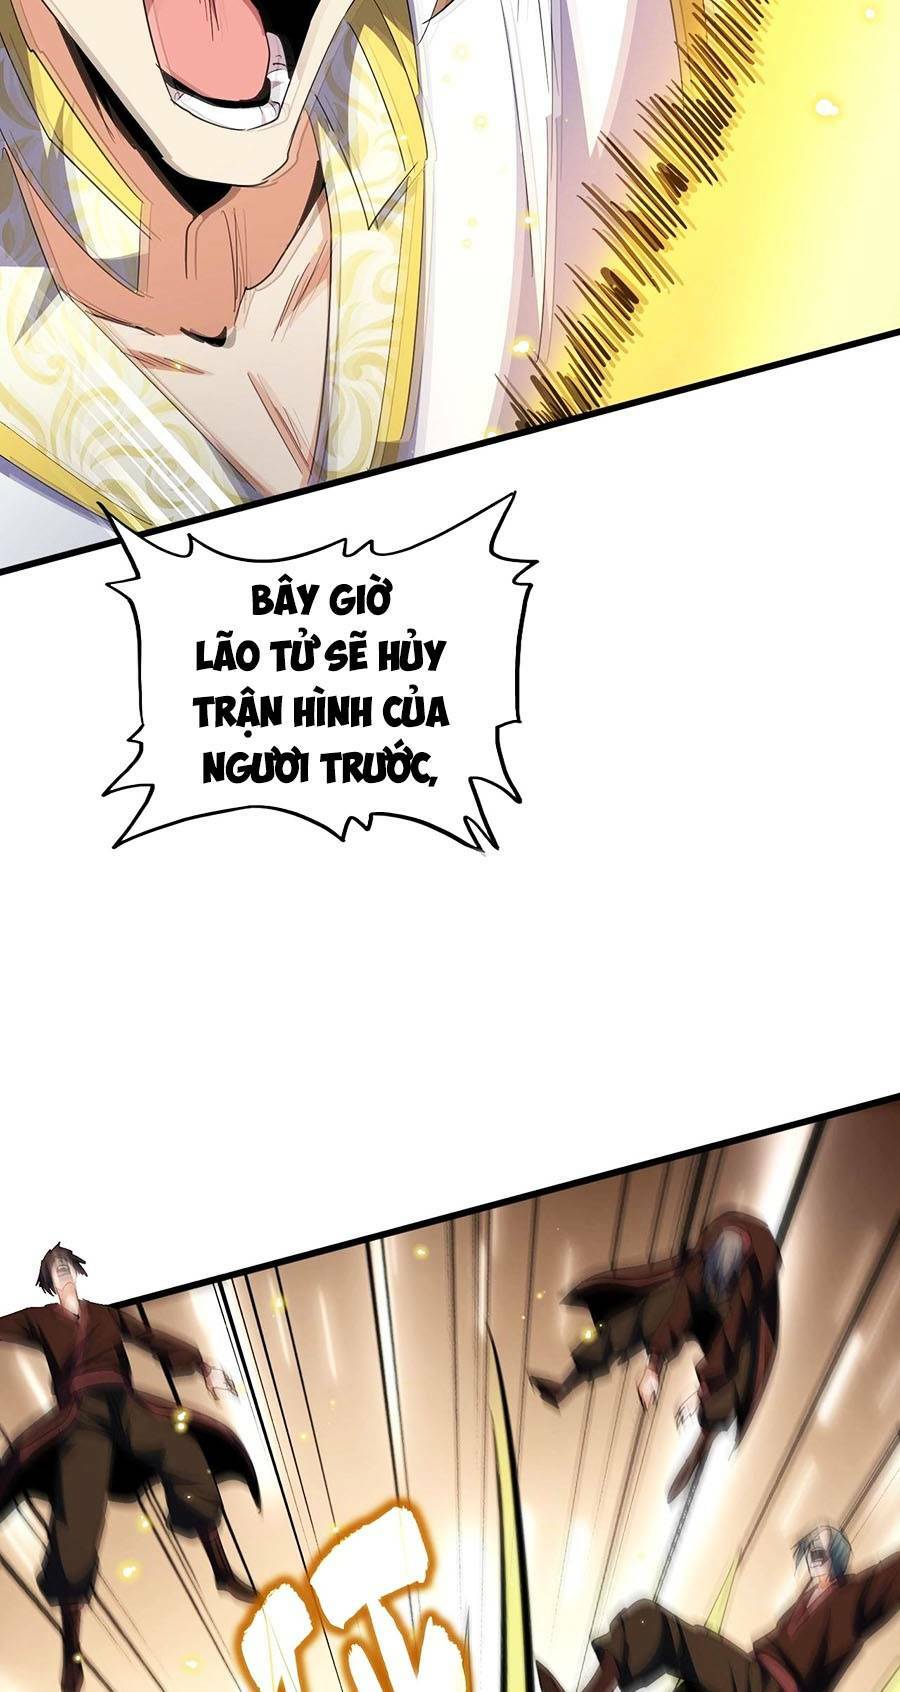 BÂY GIỜ
LÃO TỬ SẼ HỦY
TRẬN HÌNH CỦA
NGƯƠI TRƯỚC,